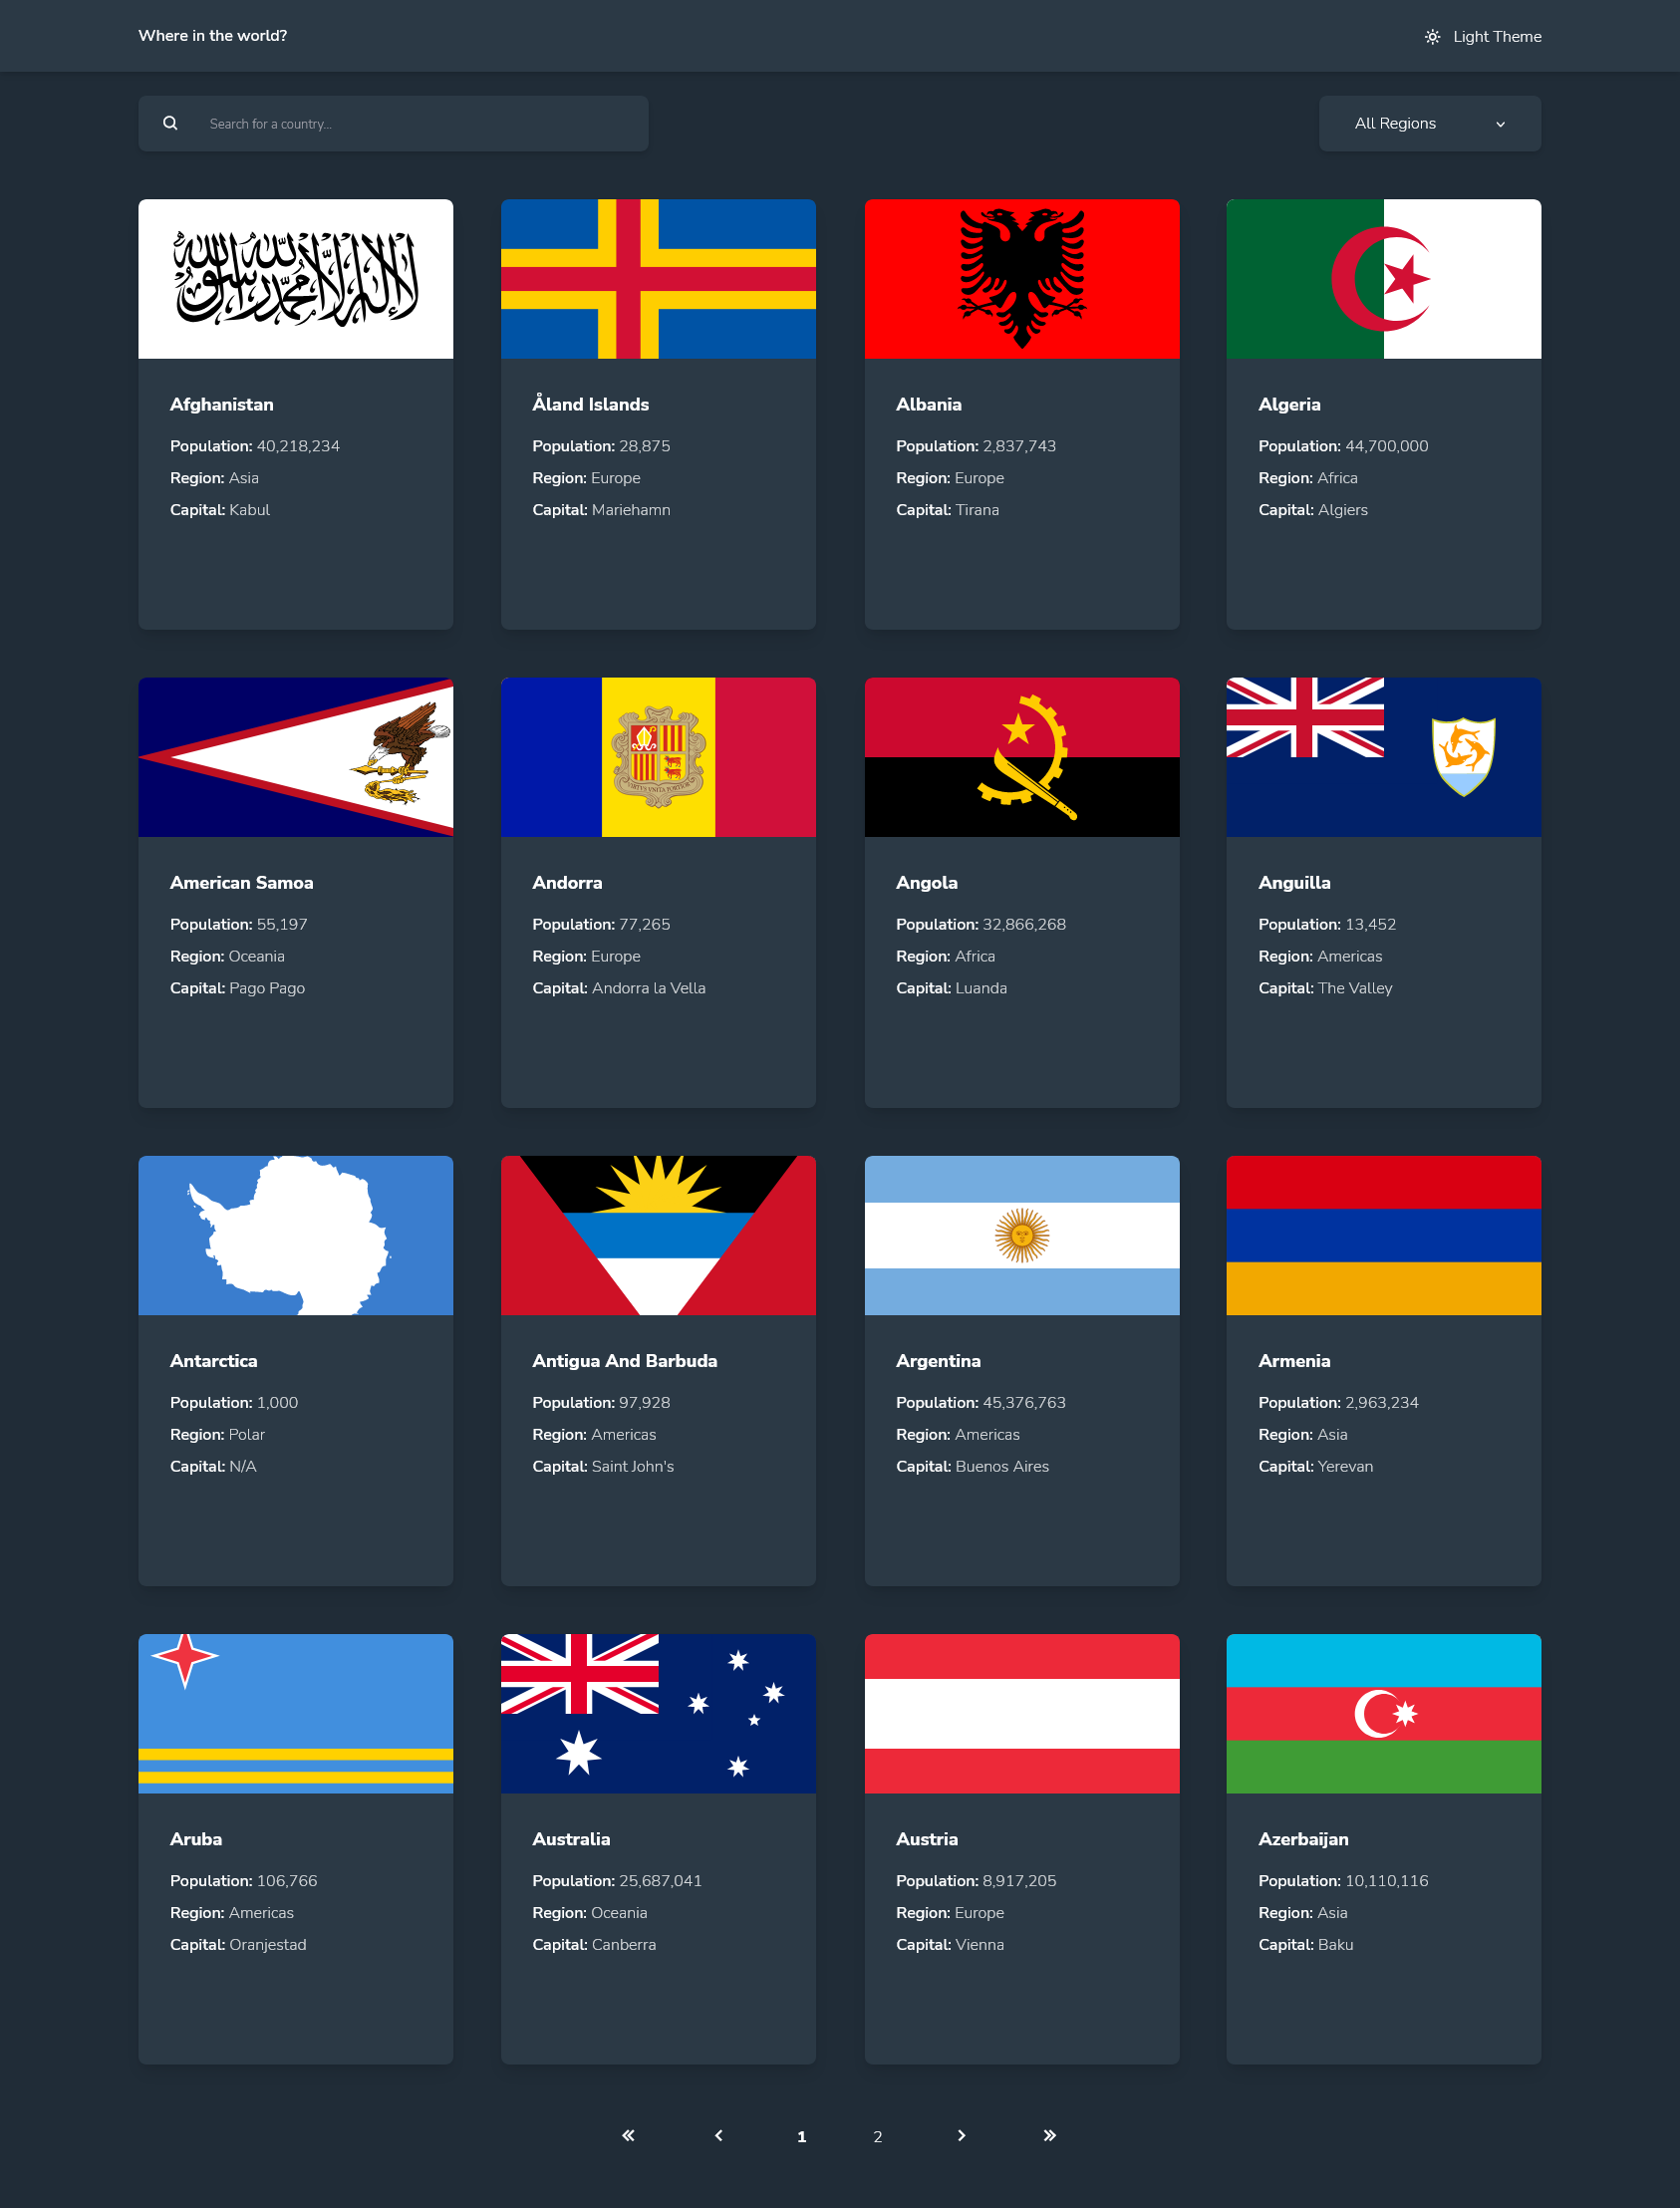 Where in the world?
Light Theme
Search for a country...
All Regions
لا إله إلا الله محمد رسول الله
Afghanistan
Population: 40,218,234
Region: Asia
Capital: Kabul
Åland Islands
Population: 28,875
Region: Europe
Capital: Mariehamn
Albania
Population: 2,837,743
Region: Europe
Capital: Tirana
Algeria
Population: 44,700,000
Region: Africa
Capital: Algiers
VIRTVS VNITA FORTIOR
American Samoa
Population: 55,197
Region: Oceania
Capital: Pago Pago
Andorra
Population: 77,265
Region: Europe
Capital: Andorra la Vella
Angola
Population: 32,866,268
Region: Africa
Capital: Luanda
Anguilla
Population: 13,452
Region: Americas
Capital: The Valley
Antarctica
Population: 1,000
Region: Polar
Capital: N/A
Antigua And Barbuda
Population: 97,928
Region: Americas
Capital: Saint John's
Argentina
Population: 45,376,763
Region: Americas
Capital: Buenos Aires
Armenia
Population: 2,963,234
Region: Asia
Capital: Yerevan
Aruba
Population: 106,766
Region: Americas
Capital: Oranjestad
Australia
Population: 25,687,041
Region: Oceania
Capital: Canberra
Austria
Population: 8,917,205
Region: Europe
Capital: Vienna
Azerbaijan
Population: 10,110,116
Region: Asia
Capital: Baku
« ‹ 1 2 › »